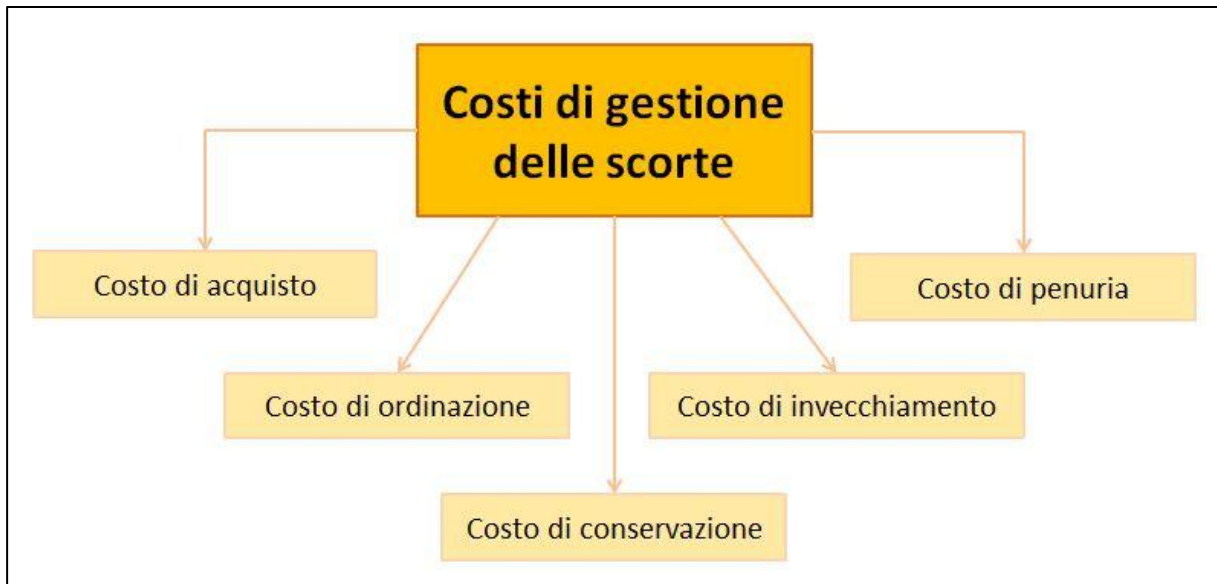 Costi di gestione
delle scorte
Costo di acquisto
Costo di penuria
Costo di ordinazione
Costo di invecchiamento
Costo di conservazione